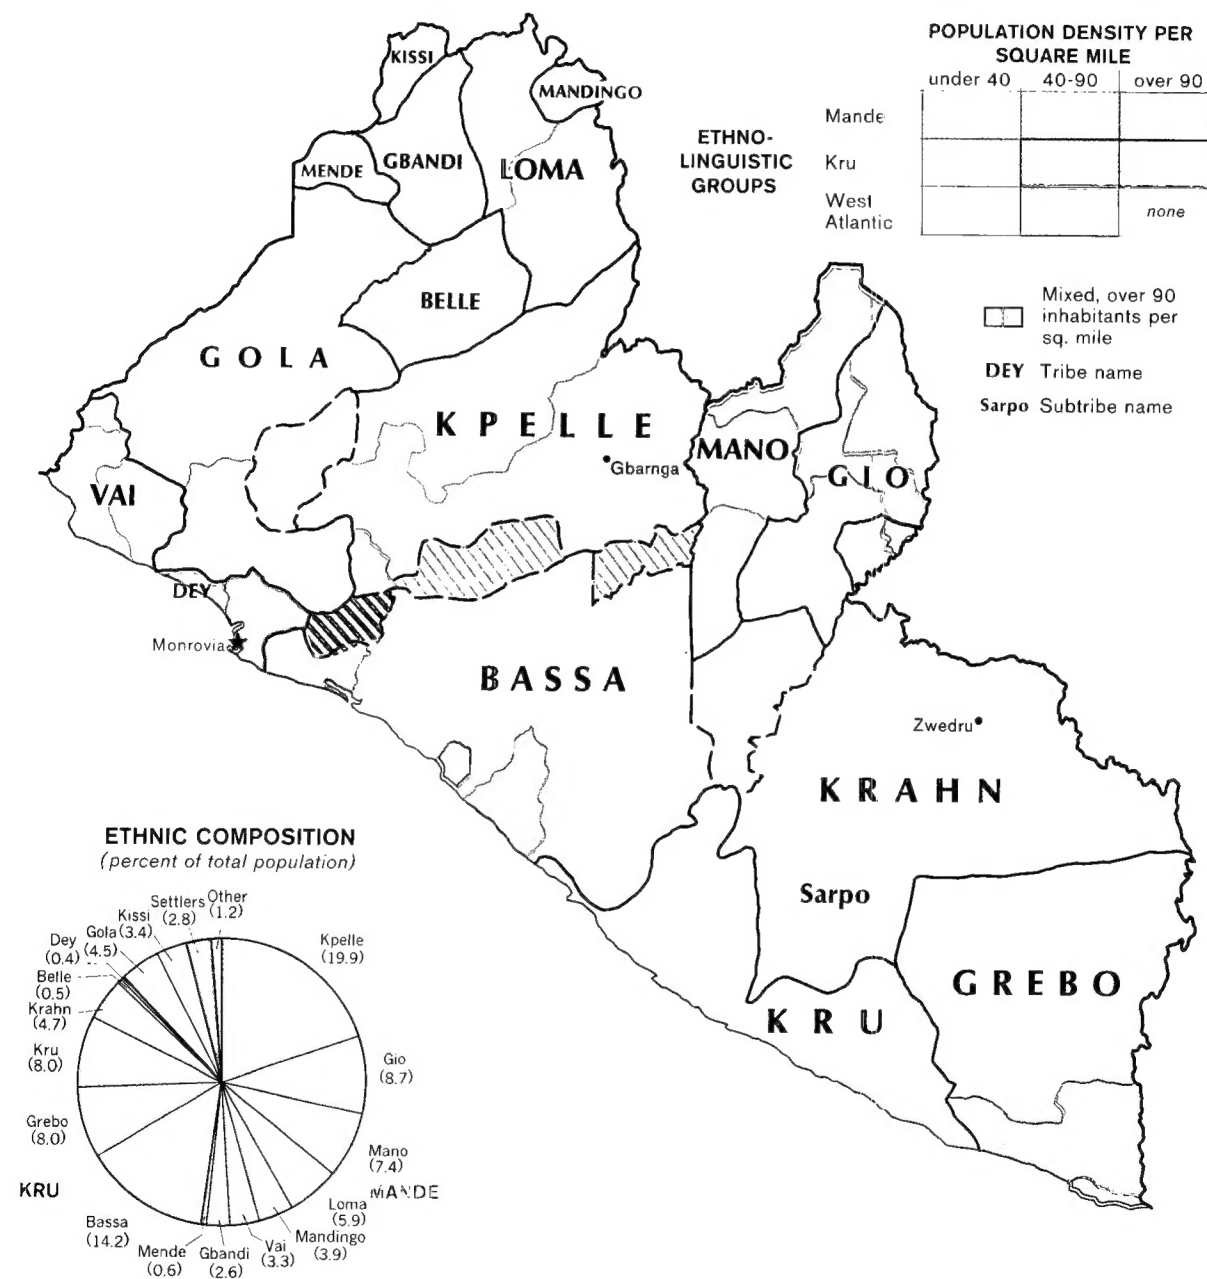 POPULATION DENSITY PER
SQUARE MILE
under 40 40-90 over 90
ETHNO-
LINGUISTIC
GROUPS
Mande
Kru
West
Atlantic
none
Mixed, over 90
inhabitants per
sq. mile
DEY Tribe name
Sarpo Subtribe name
KISSI
MANDINGO
MENDE
GBANDI
LOMA
BELLE
GOLA
KPELLE
Gbarnga
MANO
GIO
VAI
DEY
Monrovia
BASSA
Zwedru
KRAHN
Sarpo
GREBO
KRU
ETHNIC COMPOSITION
(percent of total population)
Kpelle
(19.9)
Gio
(8.7)
Mano
(7.4)
MANDE
Loma
(5.9)
Mandingo
(3.9)
Vai
(3.3)
Gbandi
(2.6)
Mende
(0.6)
Bassa
(14.2)
KRU
Grebo
(8.0)
Kru
(8.0)
Krahn
(4.7)
Belle
(0.5)
Dey
(0.4)
Gola
(4.5)
Kissi
(3.4)
Settlers
(2.8)
Other
(1.2)